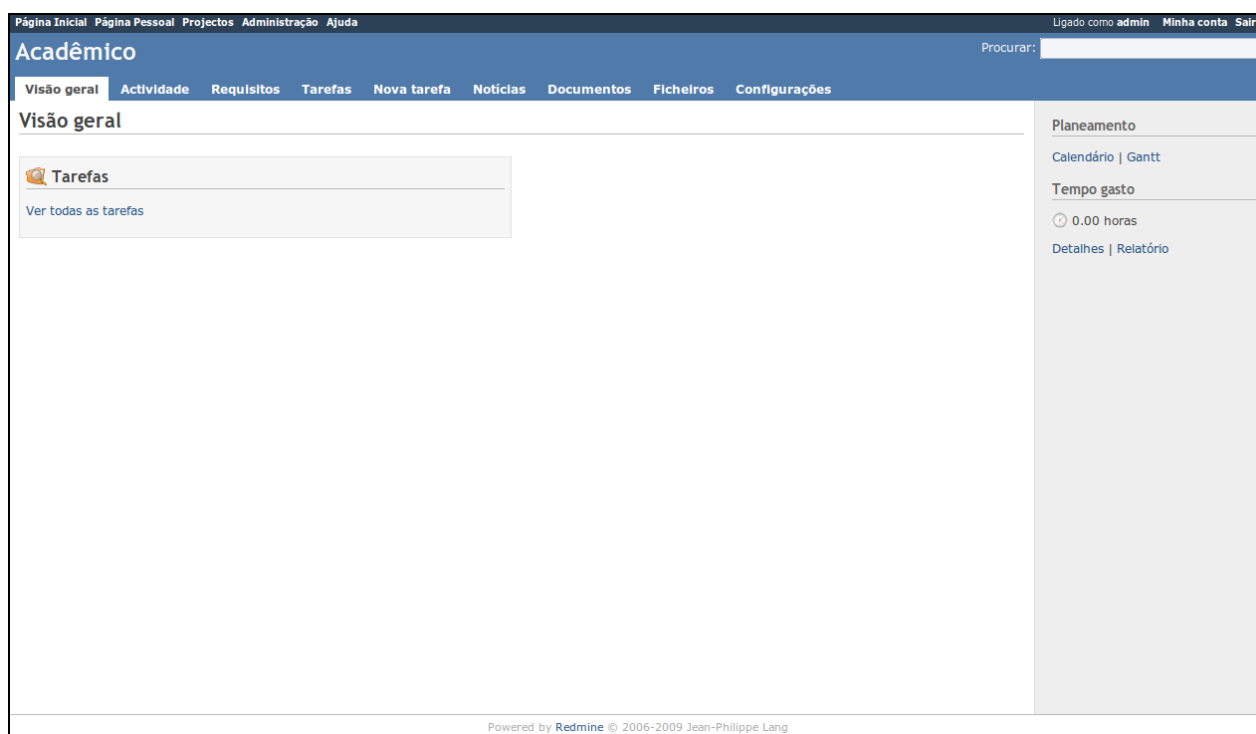 Página Inicial Página Pessoal Projectos Administração Ajuda Ligado como admin Minha conta Sair
Acadêmico Procurar:
Visão geral Actividade Requisitos Tarefas Nova tarefa Notícias Documentos Ficheiros Configurações
Visão geral
Tarefas
Ver todas as tarefas
Planeamento
Calendário | Gantt
Tempo gasto
0.00 horas
Detalhes | Relatório
Powered by Redmine © 2006-2009 Jean-Philippe Lang